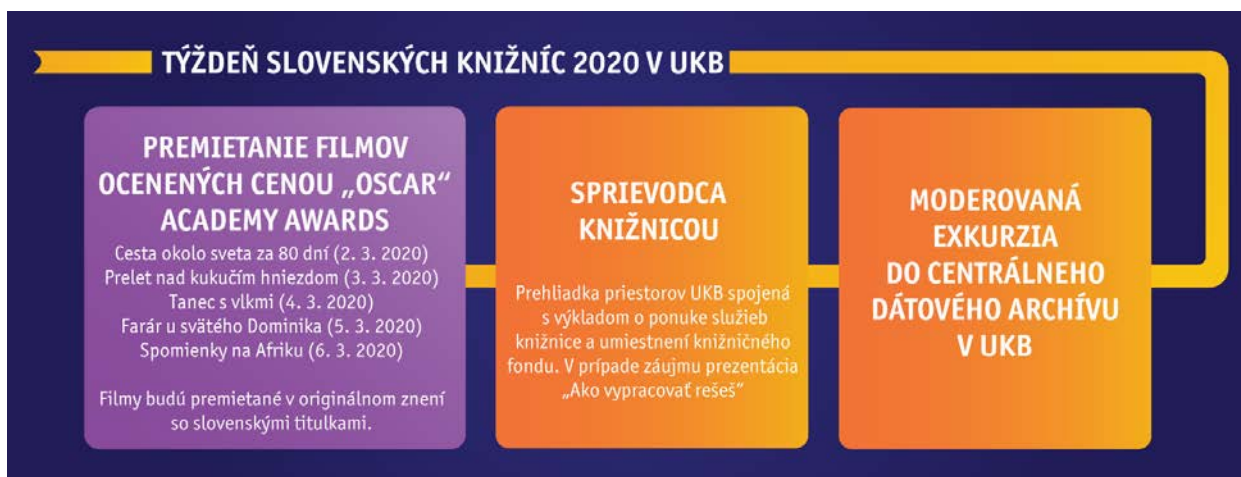 TÝŽDEŇ SLOVENSKÝCH KNIŽNÍC 2020 V UKB
PREMIETANIE FILMOV
OCENENÝCH CENOU „OSCAR“
ACADEMY AWARDS
Cesta okolo sveta za 80 dní (2. 3. 2020)
Prelet nad kukučím hniezdom (3. 3. 2020)
Tanec s vlkmi (4. 3. 2020)
Farár u svätého Dominika (5. 3. 2020)
Spomienky na Afriku (6. 3. 2020)
Filmy budú premietané v originálnom znení
so slovenskými titulkami.
SPRIEVODCA
KNIŽNICOU
Prehliadka priestorov UKB spojená
s výkladom o ponuke služieb
knižnice a umiestnení knižničného
fondu. V prípade záujmu prezentácia
„Ako vypracovať rešeš“
MODEROVANÁ
EXKURZIA
DO CENTRÁLNEHO
DÁTOVÉHO ARCHÍVU
V UKB